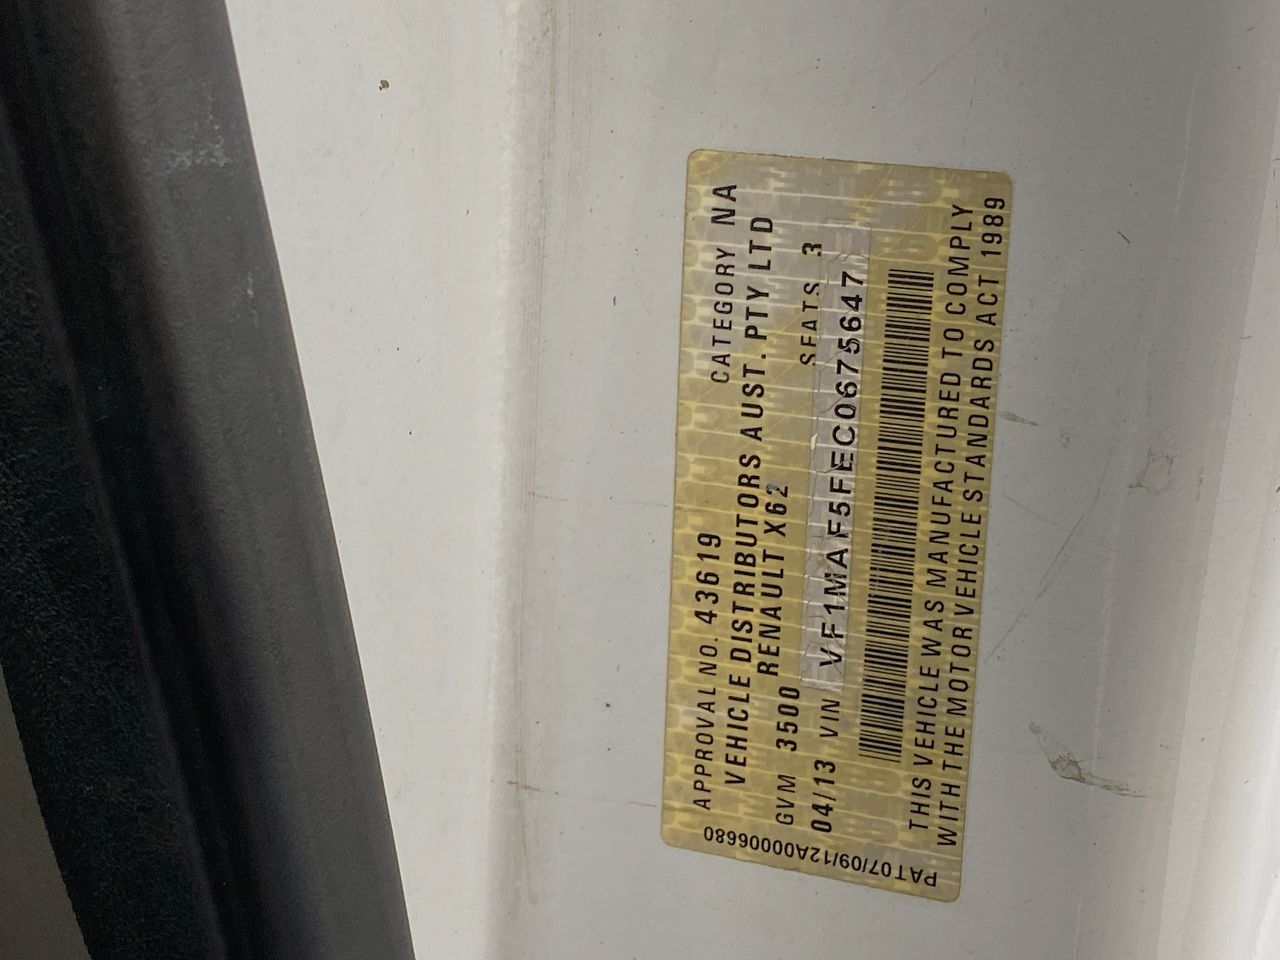 APPROVAL NO. 43619 CATEGORY NA
VEHICLE DISTRIBUTORS AUST. PTY LTD
RENAULT X62
GVM 3500 SEATS 3
04/13 VIN VF1MAF5FEC0675647
THIS VEHICLE WAS MANUFACTURED TO COMPLY
WITH THE MOTOR VEHICLE STANDARDS ACT 1989
PAT07/09/12A00006680